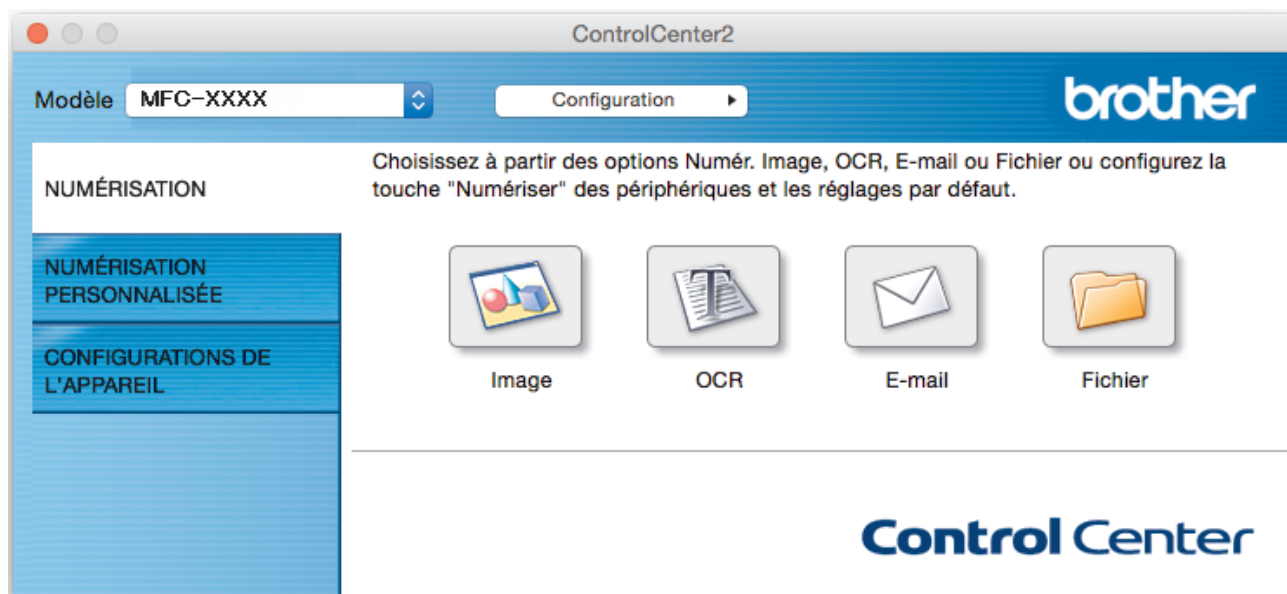 ControlCenter2
Modèle MFC-XXXX Configuration brother
NUMÉRISATION
NUMÉRISATION
PERSONNALISÉE
CONFIGURATIONS DE
L'APPAREIL
Choisissez à partir des options Numér. Image, OCR, E-mail ou Fichier ou configurez la
touche "Numériser" des périphériques et les réglages par défaut.
Image OCR E-mail Fichier
Control Center